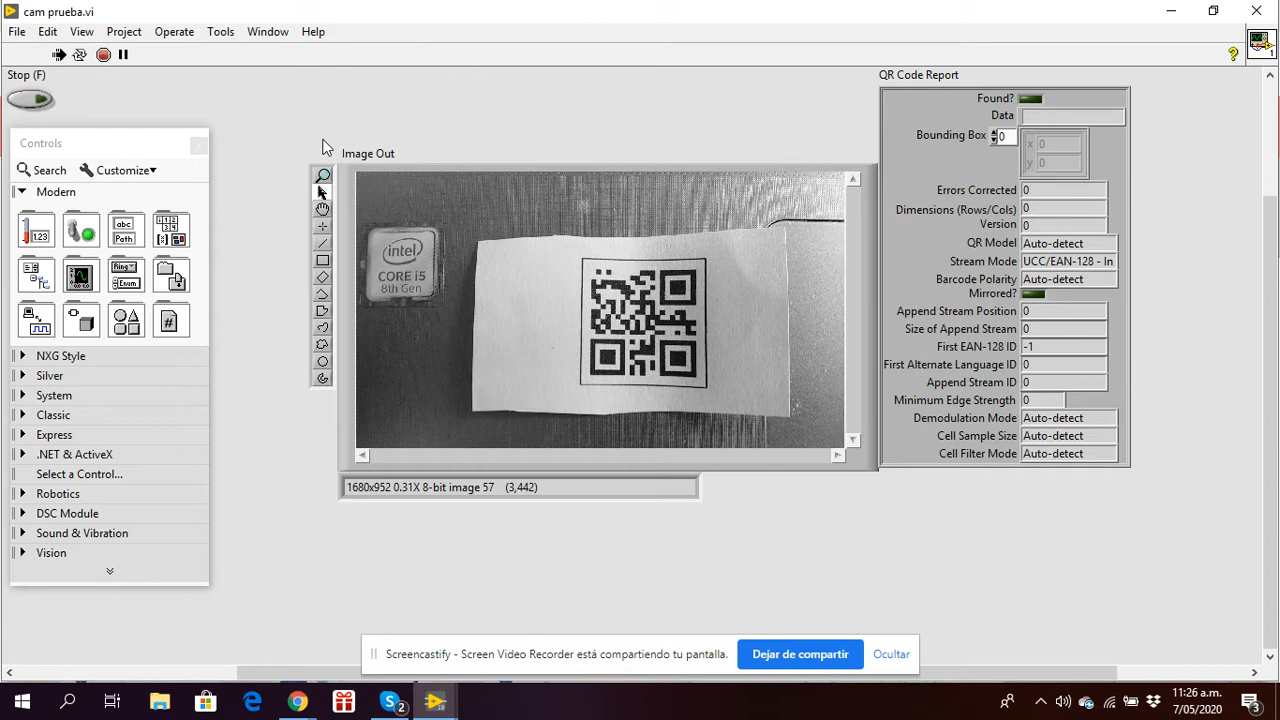 cam prueba.vi
File Edit View Project Operate Tools Window Help
Stop (F)
Controls
Search Customize
Modern
NXG Style
Silver
System
Classic
Express
.NET & ActiveX
Select a Control...
Robotics
DSC Module
Sound & Vibration
Vision
Image Out
intel
CORE i5
8th Gen
1680x952 0.31X 8-bit image 57 (3,442)
QR Code Report
Found?
Data
Bounding Box 0
x 0
y 0
Errors Corrected 0
Dimensions (Rows/Cols) 0
Version 0
QR Model Auto-detect
Stream Mode UCC/EAN-128 - In
Barcode Polarity Auto-detect
Mirrored?
Append Stream Position 0
Size of Append Stream 0
First EAN-128 ID -1
First Alternate Language ID 0
Append Stream ID 0
Minimum Edge Strength 0
Demodulation Mode Auto-detect
Cell Sample Size Auto-detect
Cell Filter Mode Auto-detect
Screencastify - Screen Video Recorder está compartiendo tu pantalla. Dejar de compartir Ocultar
11:26 a.m.
7/05/2020